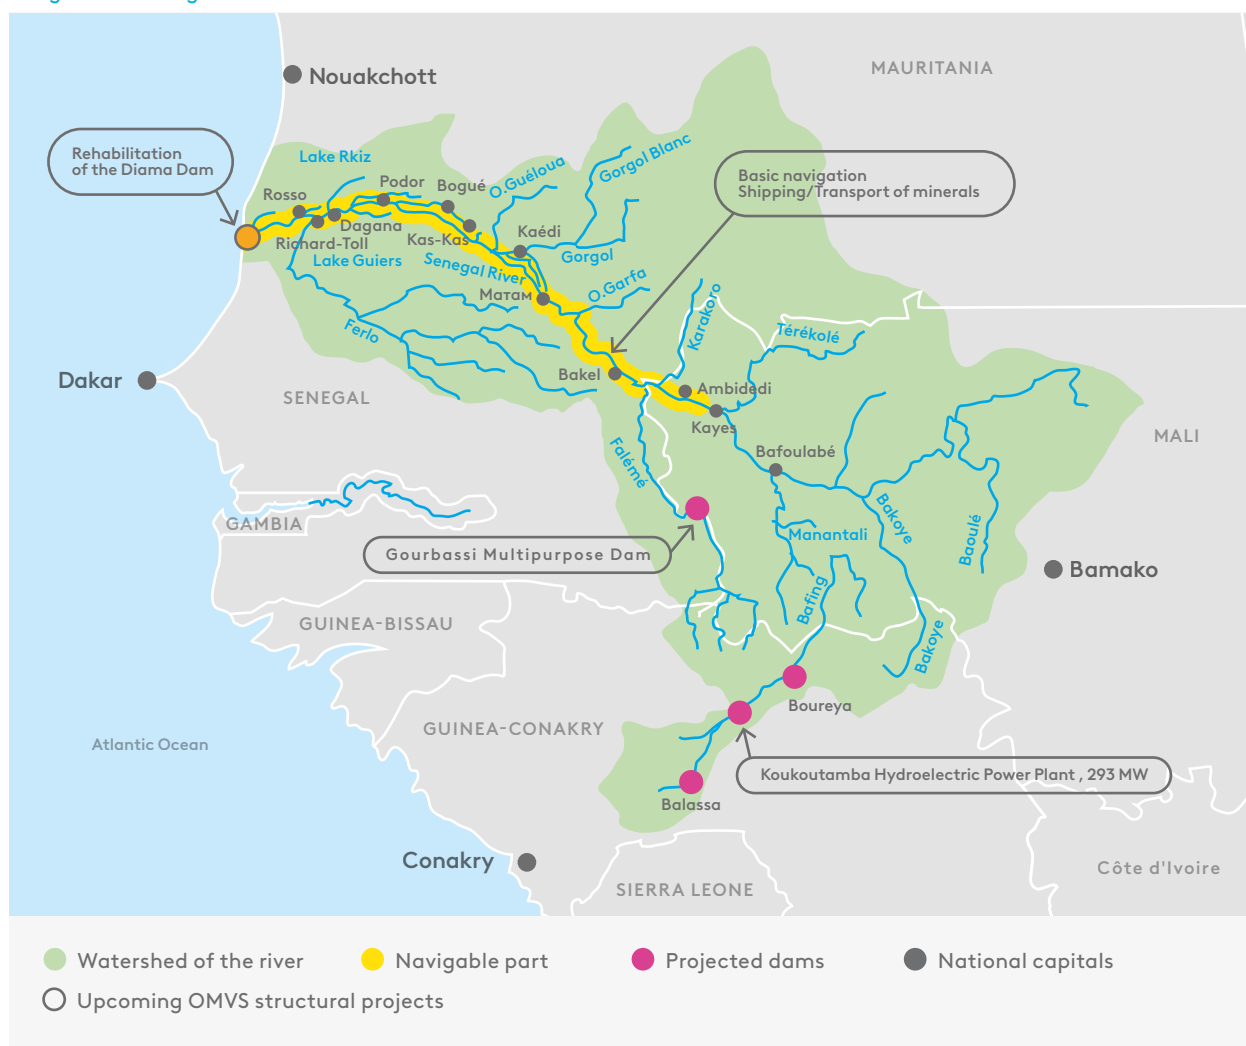 Nouakchott
MAURITANIA
Rehabilitation
of the Diama Dam
Lake Rkiz
Gorgol Blanc
O.Guéloua
Basic navigation
Shipping/Transport of minerals
Podor
Bogué
Rosso
Dagana
Richard-Toll
Kas-Kas
Kaédi
Lake Guiers
Senegal River
Gorgol
Matam
O.Garfa
Karakoro
Térékolé
Ferlo
Bakel
Ambidedi
Dakar
SENEGAL
Kayes
MALI
Falémé
Bafoulabé
GAMBIA
Bakoye
Manantali
Baoulé
Gourbassi Multipurpose Dam
Bamako
Bafing
GUINEA-BISSAU
Bakoye
Boureya
GUINEA-CONAKRY
Atlantic Ocean
Koukoutamba Hydroelectric Power Plant , 293 MW
Balassa
Conakry
Côte d'Ivoire
SIERRA LEONE
Watershed of the river
Navigable part
Projected dams
National capitals
Upcoming OMVS structural projects